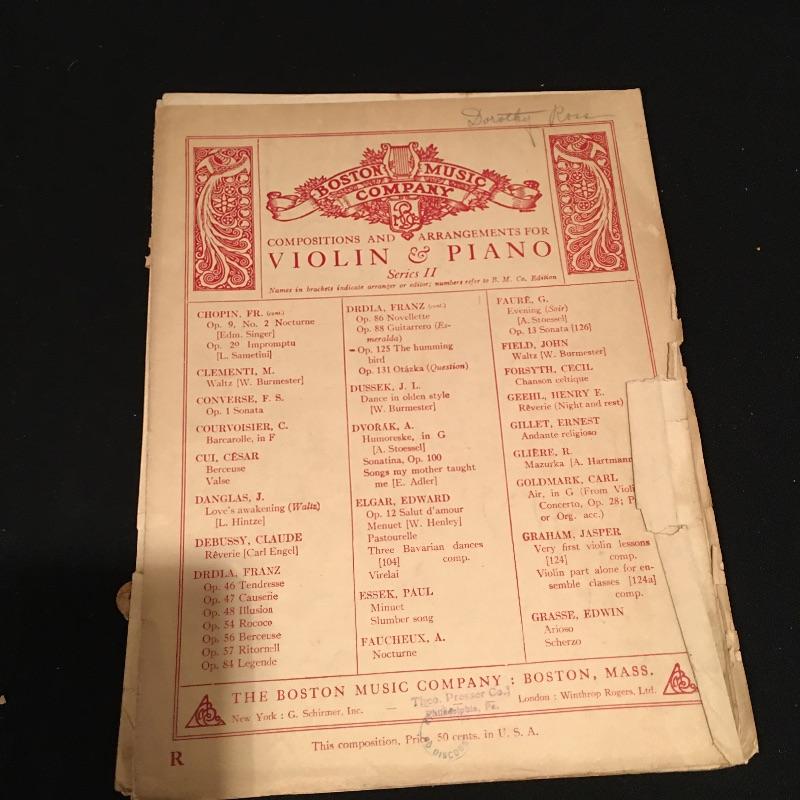 Dorothy Ross
BOSTON MUSIC
COMPANY
COMPOSITIONS AND ARRANGEMENTS FOR
VIOLIN & PIANO
Series II
Names in brackets indicate arranger or editor; numbers refer to B. M. Co. Edition
CHOPIN, FR. (cont.)
Op. 9, No. 2 Nocturne
[Edm. Singer]
Op. 29 Impromptu
[L. Sametini]
CLEMENTI, M.
Waltz [W. Burmester]
CONVERSE, F. S.
Op. 1 Sonata
COURVOISIER, C.
Barcarolle, in F
CUI, CÉSAR
Berceuse
Valse
DANGLAS, J.
Love's awakening (Waltz)
[L. Hintze]
DEBUSSY, CLAUDE
Rêverie [Carl Engel]
DRDLA, FRANZ
Op. 46 Tendresse
Op. 47 Causerie
Op. 48 Illusion
Op. 54 Rococo
Op. 56 Berceuse
Op. 57 Ritornell
Op. 84 Legende
DRDLA, FRANZ (cont.)
Op. 86 Novellette
Op. 88 Guitarrero (Es-
meralda)
Op. 125 The humming
bird
Op. 131 Otázka (Question)
DUSSEK, J. L.
Dance in olden style
[W. Burmester]
DVOŘÁK, A.
Humoreske, in G
[A. Stoessel]
Sonatina, Op. 100
Songs my mother taught
me [E. Adler]
ELGAR, EDWARD
Op. 12 Salut d'amour
Menuet [W. Henley]
Pastourelle
Three Bavarian dances
[104] comp.
Virelai
ESSEK, PAUL
Minuet
Slumber song
FAUCHEUX, A.
Nocturne
FAURÉ, G.
Evening (Soir)
[A. Stoessel]
Op. 13 Sonata [126]
FIELD, JOHN
Waltz [W. Burmester]
FORSYTH, CECIL
Chanson celtique
GEEHL, HENRY E.
Rêverie (Night and rest)
GILLET, ERNEST
Andante religioso
GLIÈRE, R.
Mazurka [A. Hartmann
GOLDMARK, CARL
Air, in G (From Violi
Concerto, Op. 28; P
or Org. acc.)
GRAHAM, JASPER
Very first violin lessons
[124] comp.
Violin part alone for en-
semble classes [124a]
comp.
GRASSE, EDWIN
Arioso
Scherzo
THE BOSTON MUSIC COMPANY : BOSTON, MASS.
New York : G. Schirmer, Inc. — London : Winthrop Rogers, Ltd.
Theo. Presser Co.
Philadelphia, Pa.
This composition, Price, 50 cents. in U. S. A.
R